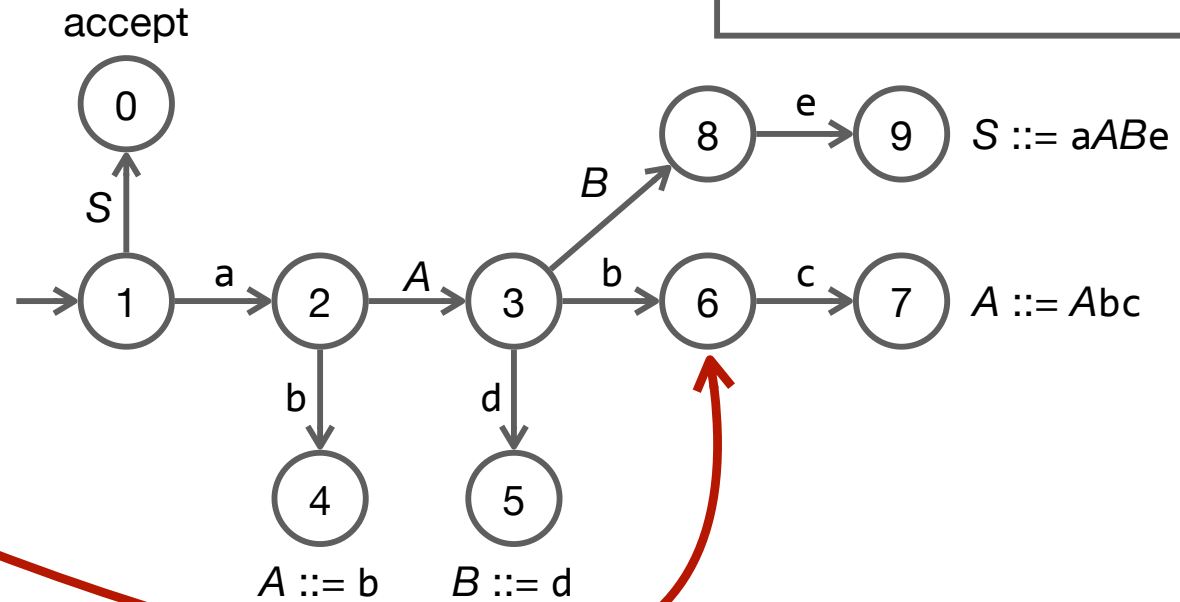 accept
0
e
8
9
S ::= aABe
B
S
a
A
b
c
1
2
3
6
7
A ::= Abc
b
d
4
5
A ::= b
B ::= d